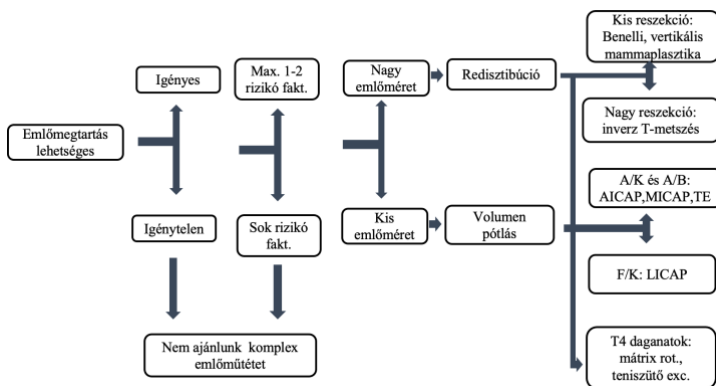 Emlőmegtartás
lehetséges
Igényes
Igénytelen
Max. 1-2
rizikó fakt.
Sok rizikó
fakt.
Nem ajánlunk komplex
emlőműtétet
Nagy
emlőméret
Redisztibúció
Kis
emlőméret
Volumen
pótlás
Kis reszekció:
Benelli, vertikális
mammaplasztika
Nagy reszekció:
inverz T-metszés
A/K és A/B:
AICAP,MICAP,TE
F/K: LICAP
T4 daganatok:
mátrix rot.,
teniszütő exc.